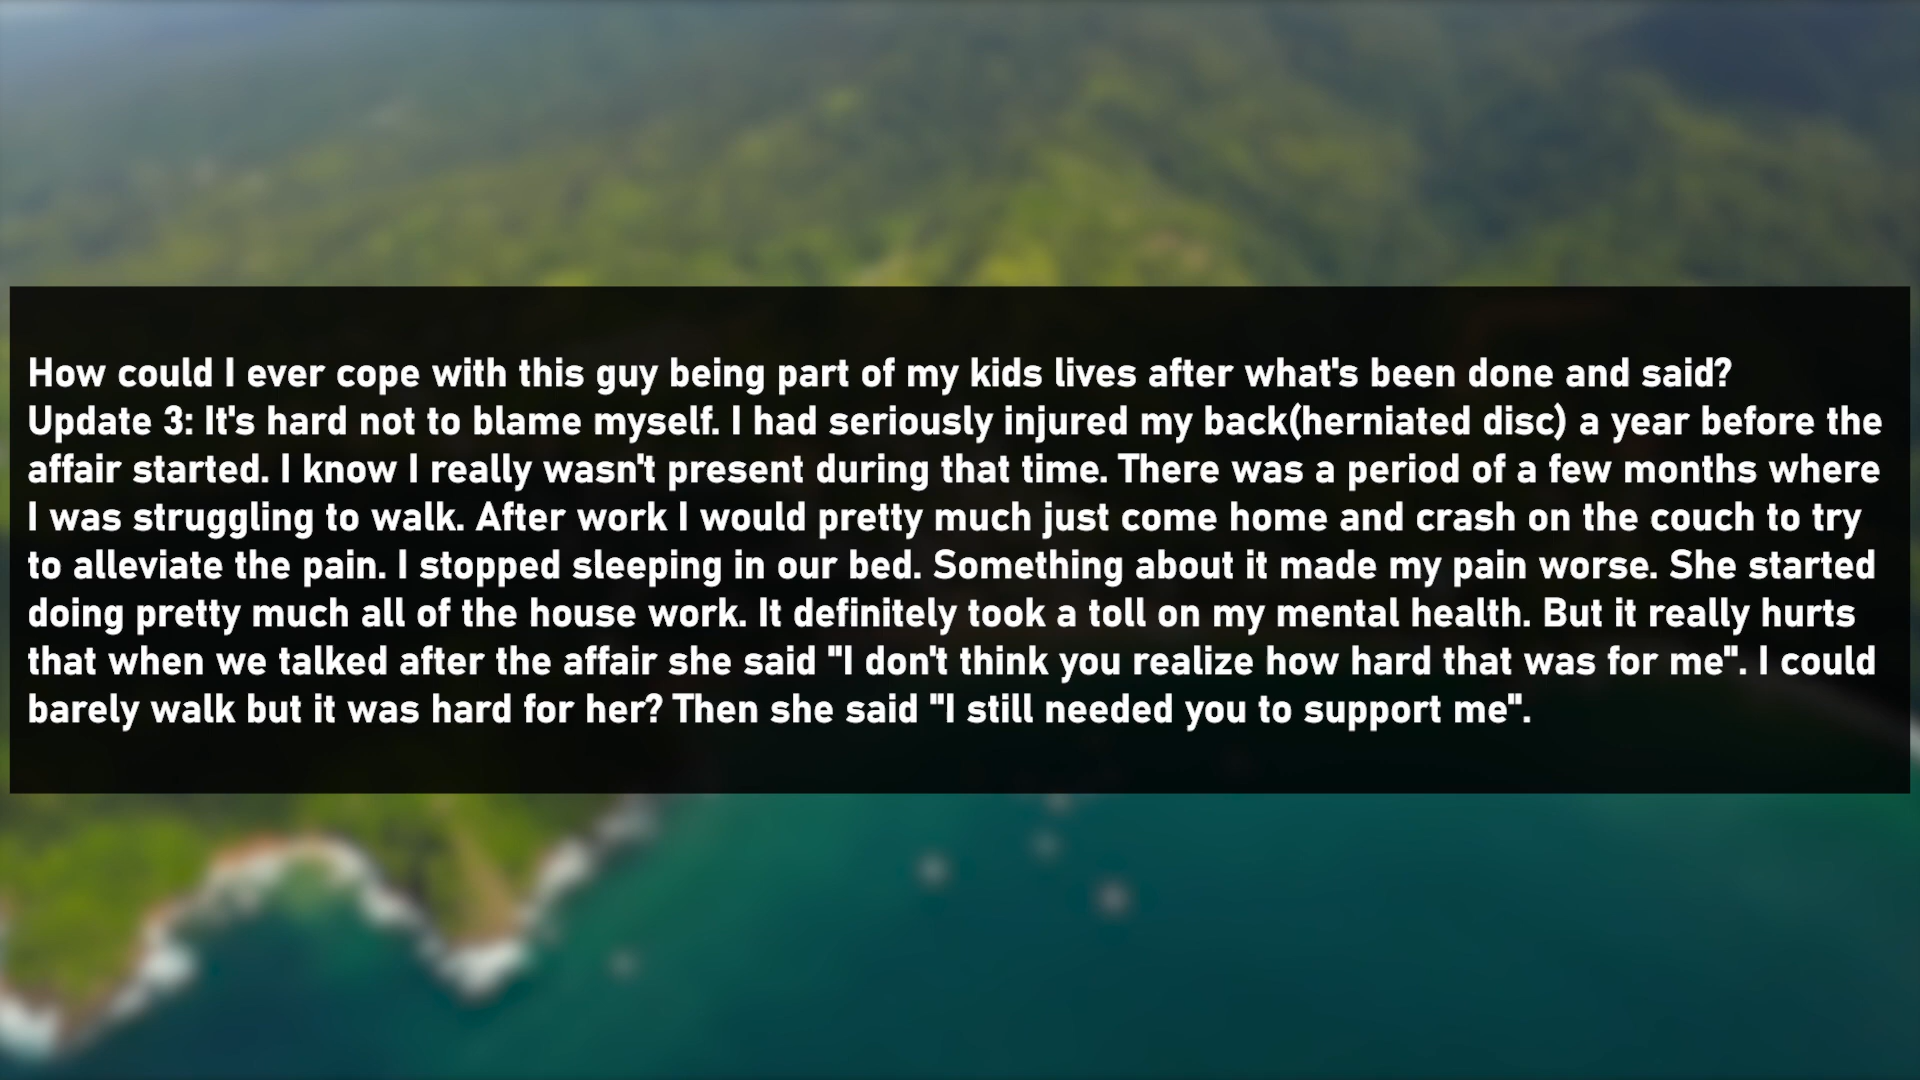 How could I ever cope with this guy being part of my kids lives after what's been done and said?
Update 3: It's hard not to blame myself. I had seriously injured my back(herniated disc) a year before the
affair started. I know I really wasn't present during that time. There was a period of a few months where
I was struggling to walk. After work I would pretty much just come home and crash on the couch to try
to alleviate the pain. I stopped sleeping in our bed. Something about it made my pain worse. She started
doing pretty much all of the house work. It definitely took a toll on my mental health. But it really hurts
that when we talked after the affair she said "I don't think you realize how hard that was for me". I could
barely walk but it was hard for her? Then she said "I still needed you to support me".